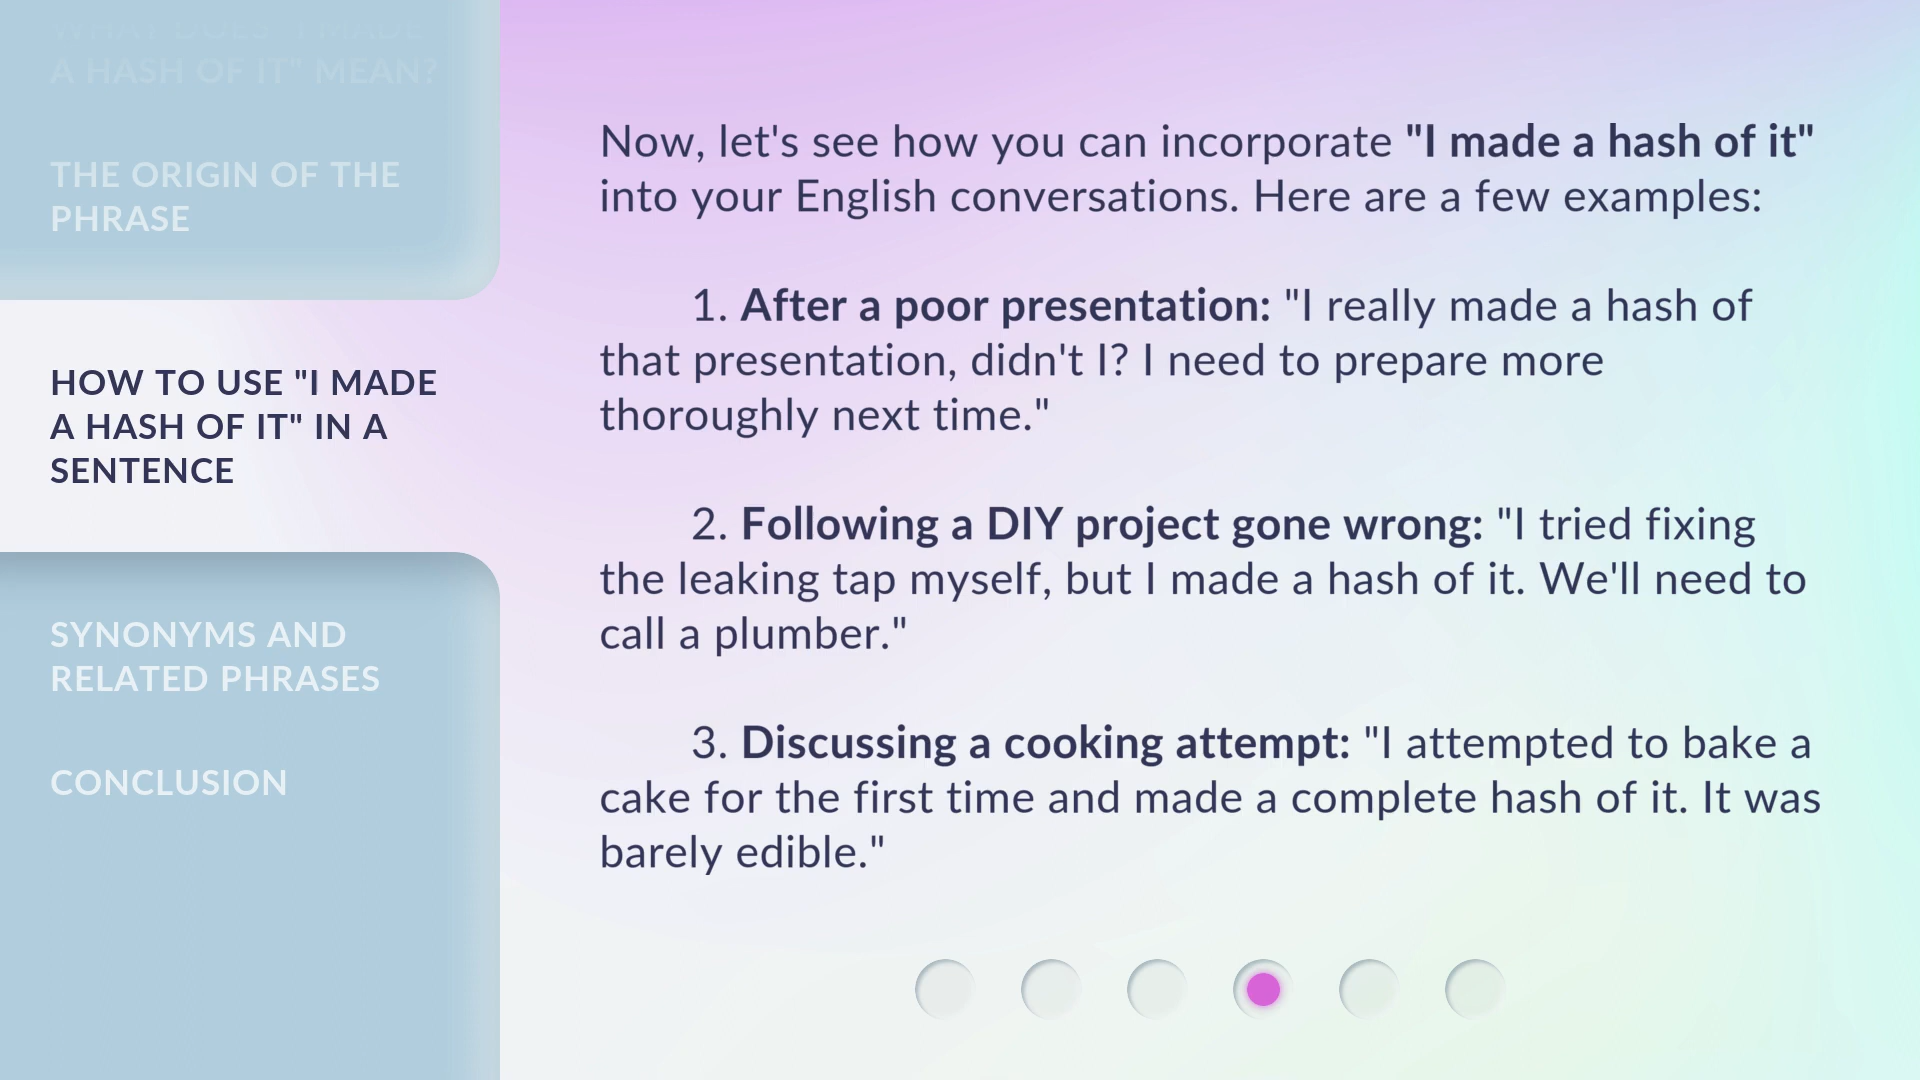 WHAT DOES "I MADE
A HASH OF IT" MEAN?
THE ORIGIN OF THE
PHRASE
HOW TO USE "I MADE
A HASH OF IT" IN A
SENTENCE
SYNONYMS AND
RELATED PHRASES
CONCLUSION
Now, let's see how you can incorporate "I made a hash of it"
into your English conversations. Here are a few examples:
1. After a poor presentation: "I really made a hash of
that presentation, didn't I? I need to prepare more
thoroughly next time."
2. Following a DIY project gone wrong: "I tried fixing
the leaking tap myself, but I made a hash of it. We'll need to
call a plumber."
3. Discussing a cooking attempt: "I attempted to bake a
cake for the first time and made a complete hash of it. It was
barely edible."